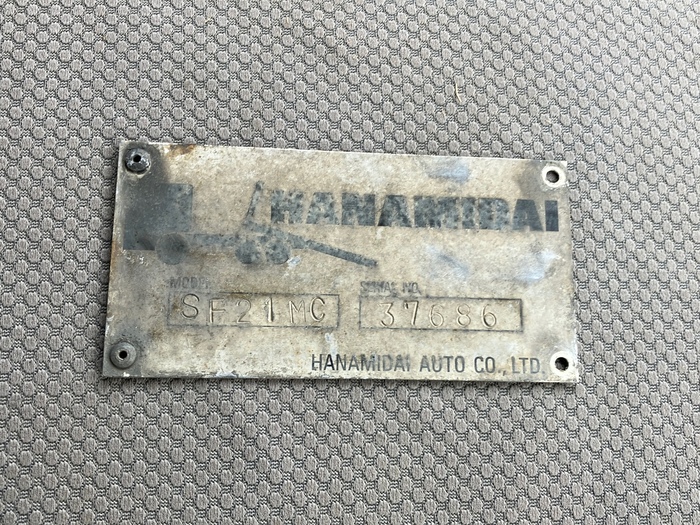 HANAMIDAI
MODEL SERIAL NO.
SF21MC 37686
HANAMIDAI AUTO CO., LTD.